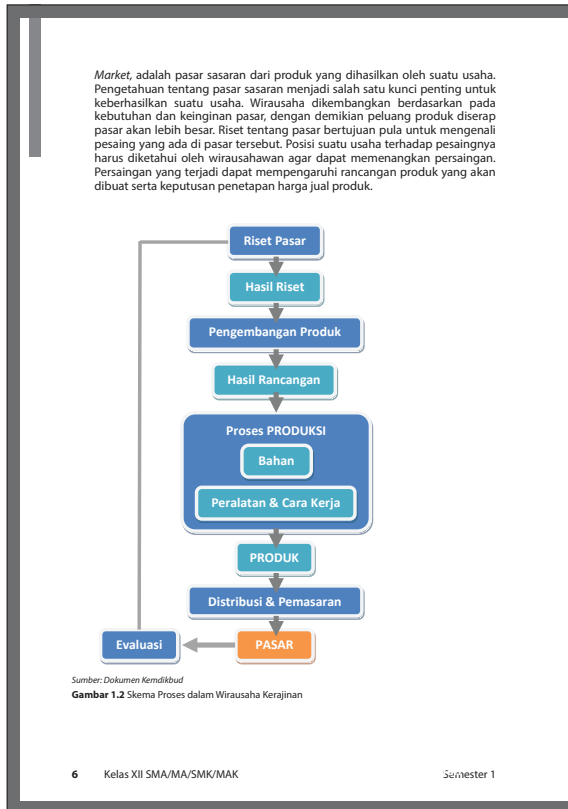 Market, adalah pasar sasaran dari produk yang dihasilkan oleh suatu usaha.
Pengetahuan tentang pasar sasaran menjadi salah satu kunci penting untuk
keberhasilkan suatu usaha. Wirausaha dikembangkan berdasarkan pada
kebutuhan dan keinginan pasar, dengan demikian peluang produk diserap
pasar akan lebih besar. Riset tentang pasar bertujuan pula untuk mengenali
pesaing yang ada di pasar tersebut. Posisi suatu usaha terhadap pesaingnya
harus diketahui oleh wirausahawan agar dapat memenangkan persaingan.
Persaingan yang terjadi dapat mempengaruhi rancangan produk yang akan
dibuat serta keputusan penetapan harga jual produk.
Riset Pasar
Hasil Riset
Pengembangan Produk
Hasil Rancangan
Proses PRODUKSI
Bahan
Peralatan & Cara Kerja
PRODUK
Distribusi & Pemasaran
Evaluasi
PASAR
Sumber: Dokumen Kemdikbud
Gambar 1.2 Skema Proses dalam Wirausaha Kerajinan
6 Kelas XII SMA/MA/SMK/MAK Semester 1